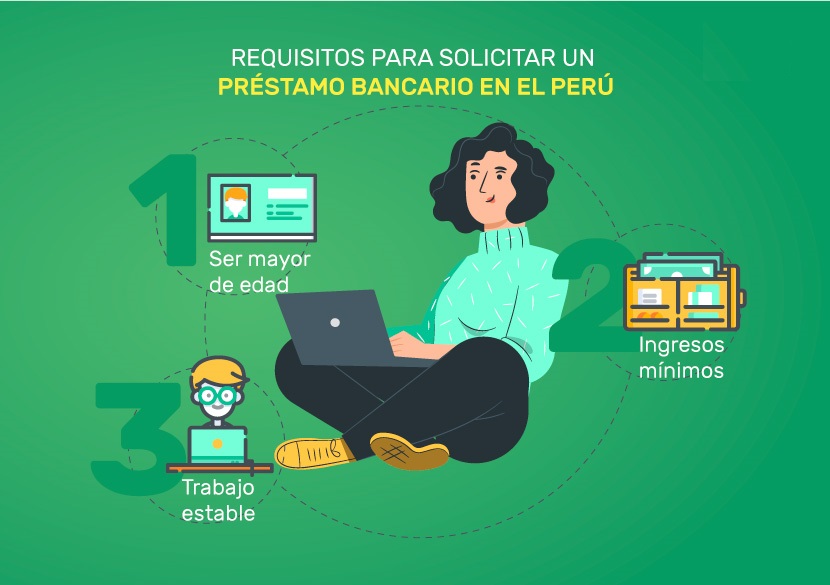 REQUISITOS PARA SOLICITAR UN
PRÉSTAMO BANCARIO EN EL PERÚ
1
Ser mayor
de edad
2
Ingresos
mínimos
3
Trabajo
estable